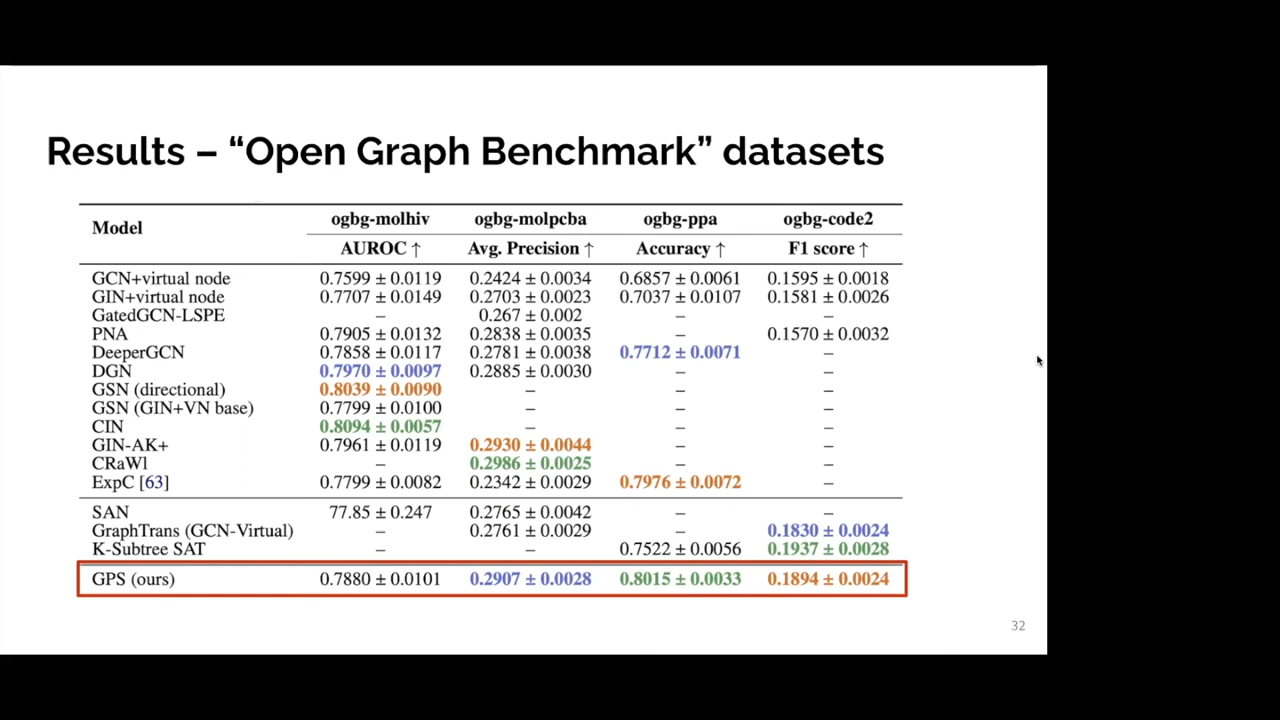 Results – “Open Graph Benchmark” datasets
Model ogbg-molhiv ogbg-molpcba ogbg-ppa ogbg-code2
AUROC ↑ Avg. Precision ↑ Accuracy ↑ F1 score ↑
GCN+virtual node 0.7599 ± 0.0119 0.2424 ± 0.0034 0.6857 ± 0.0061 0.1595 ± 0.0018
GIN+virtual node 0.7707 ± 0.0149 0.2703 ± 0.0023 0.7037 ± 0.0107 0.1581 ± 0.0026
GatedGCN-LSPE – 0.267 ± 0.002 – –
PNA 0.7905 ± 0.0132 0.2838 ± 0.0035 – 0.1570 ± 0.0032
DeeperGCN 0.7858 ± 0.0117 0.2781 ± 0.0038 0.7712 ± 0.0071 –
DGN 0.7970 ± 0.0097 0.2885 ± 0.0030 – –
GSN (directional) 0.8039 ± 0.0090 – – –
GSN (GIN+VN base) 0.7799 ± 0.0100 – – –
CIN 0.8094 ± 0.0057 – – –
GIN-AK+ 0.7961 ± 0.0119 0.2930 ± 0.0044 – –
CRaWl – 0.2986 ± 0.0025 – –
ExpC [63] 0.7799 ± 0.0082 0.2342 ± 0.0029 0.7976 ± 0.0072 –
SAN 77.85 ± 0.247 0.2765 ± 0.0042 – –
GraphTrans (GCN-Virtual) – 0.2761 ± 0.0029 – 0.1830 ± 0.0024
K-Subtree SAT – – 0.7522 ± 0.0056 0.1937 ± 0.0028
GPS (ours) 0.7880 ± 0.0101 0.2907 ± 0.0028 0.8015 ± 0.0033 0.1894 ± 0.0024
32